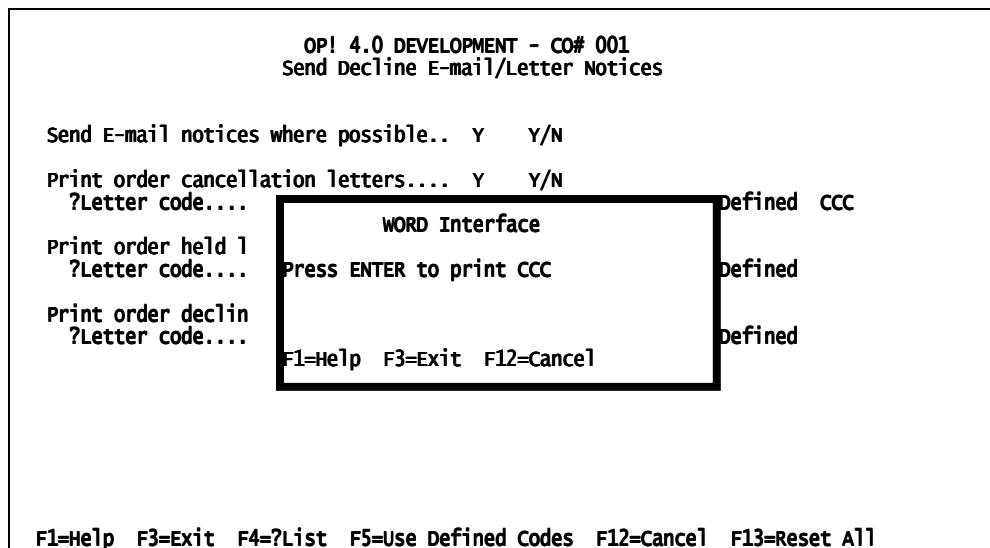 OP! 4.0 DEVELOPMENT - CO# 001
Send Decline E-mail/Letter Notices
Send E-mail notices where possible.. Y Y/N
Print order cancellation letters.... Y Y/N
?Letter code.... Defined CCC
WORD Interface
Print order held l
?Letter code.... Press ENTER to print CCC Defined
Print order declin
?Letter code.... Defined
F1=Help F3=Exit F12=Cancel
F1=Help F3=Exit F4=?List F5=Use Defined Codes F12=Cancel F13=Reset All